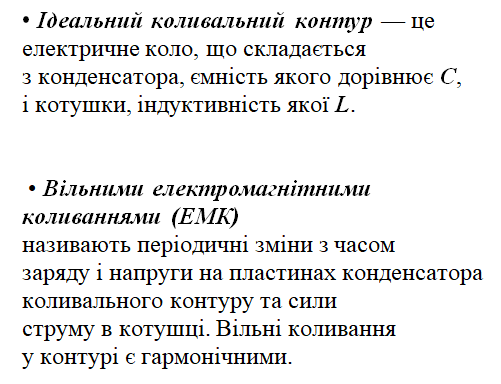 • Ідеальний коливальний контур — це
електричне коло, що складається
з конденсатора, ємність якого дорівнює C,
і котушки, індуктивність якої L.
• Вільними електромагнітними
коливаннями (ЕМК)
називають періодичні зміни з часом
заряду і напруги на пластинах конденсатора
коливального контуру та сили
струму в котушці. Вільні коливання
у контурі є гармонічними.